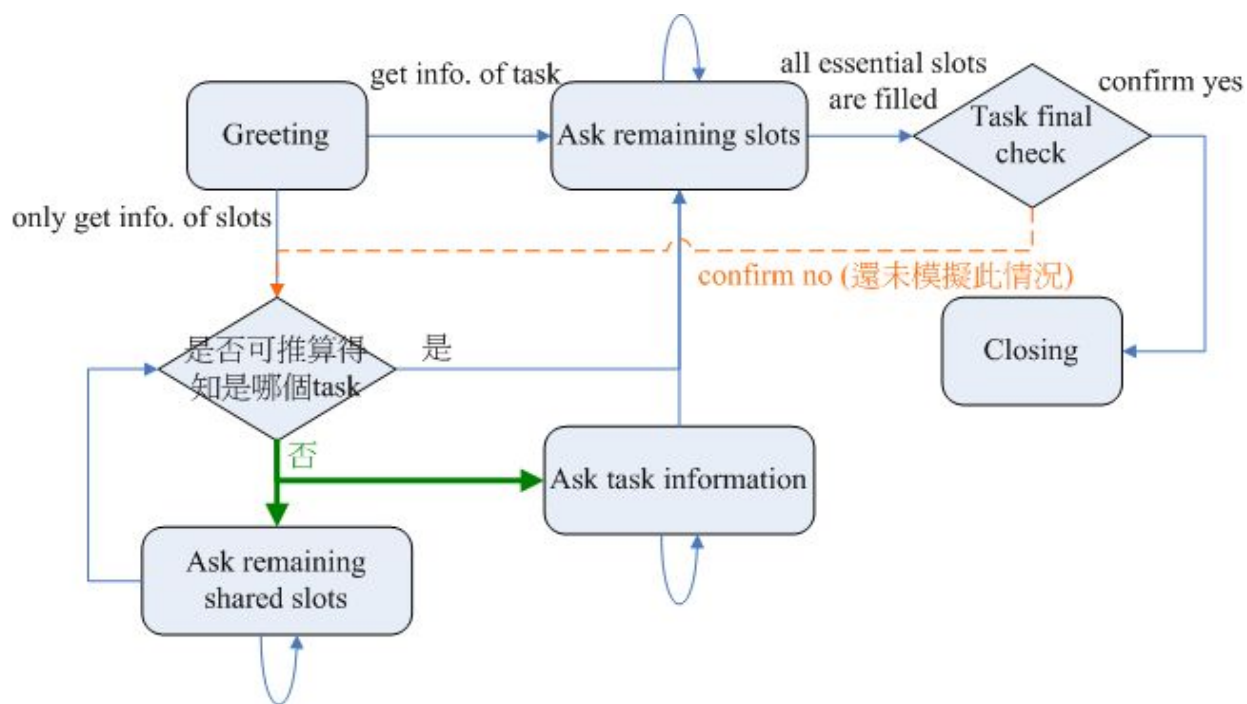 get info. of task
all essential slots
are filled
confirm yes
Greeting
Ask remaining slots
Task final
check
only get info. of slots
confirm no (還未模擬此情況)
是否可推算得
知是哪個task
是
Closing
否
Ask task information
Ask remaining
shared slots